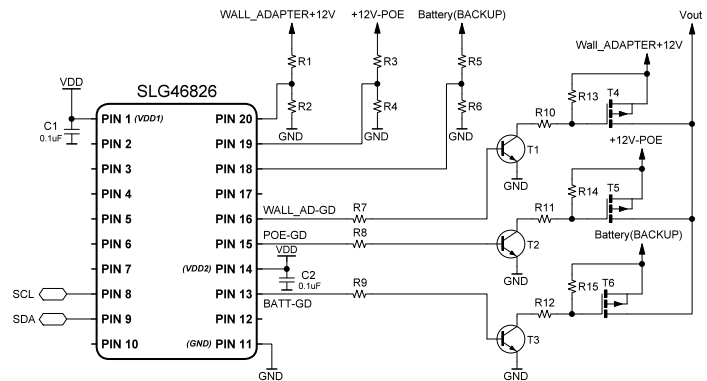 WALL_ADAPTER+12V +12V-POE Battery(BACKUP) Vout
Wall_ADAPTER+12V
R1 R3 R5
VDD
SLG46826
R13 T4
R2 R4 R6
R10
C1
0.1uF
GND GND GND
T1
GND
+12V-POE
PIN 1 (VDD1) PIN 20
PIN 2 PIN 19
PIN 3 PIN 18
PIN 4 PIN 17
PIN 5 PIN 16
PIN 6 PIN 15
PIN 7 (VDD2) PIN 14
PIN 8 PIN 13
PIN 9 PIN 12
PIN 10 (GND) PIN 11
WALL_AD-GD R7
POE-GD R8
VDD
C2
0.1uF
BATT-GD R9
R14 T5
R11
T2
GND
Battery(BACKUP)
R15 T6
R12
T3
GND
SCL
SDA
GND